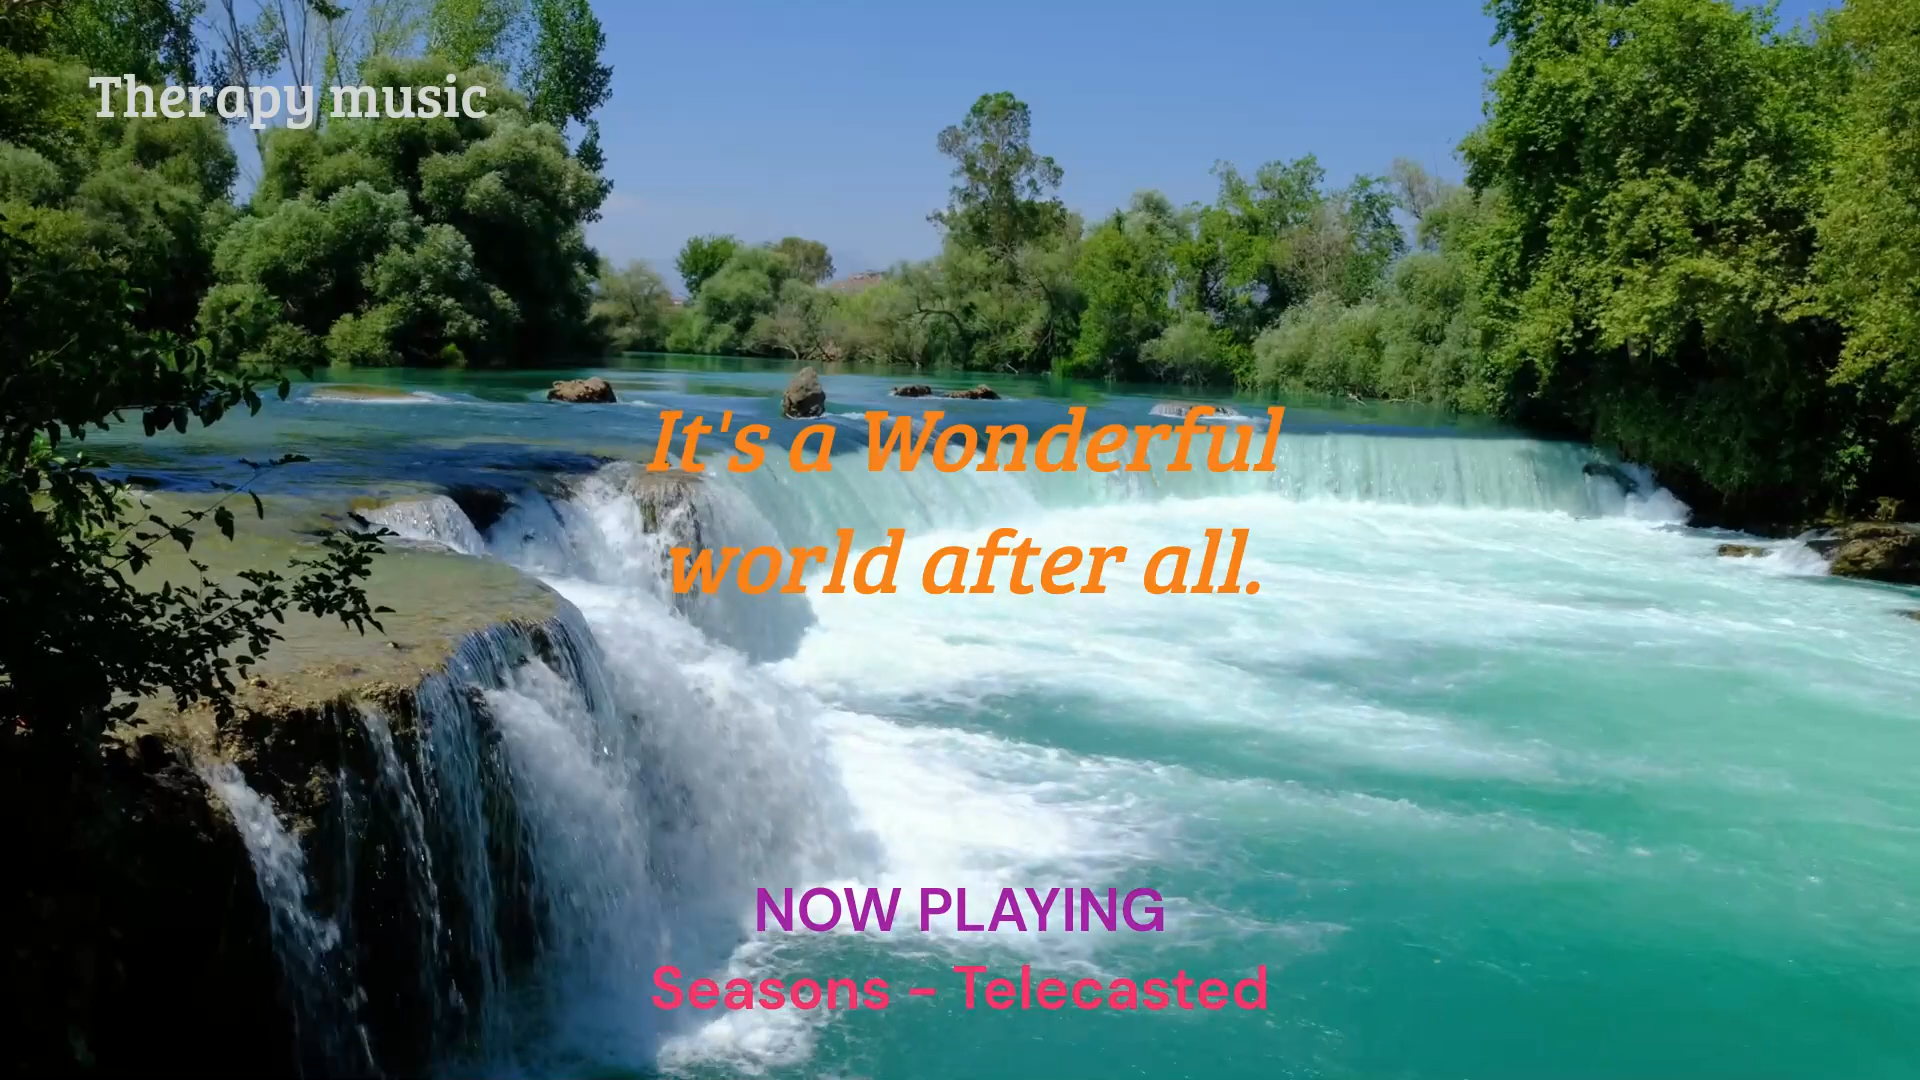 Therapy music
It's a Wonderful
world after all.
NOW PLAYING
Seasons - Telecasted